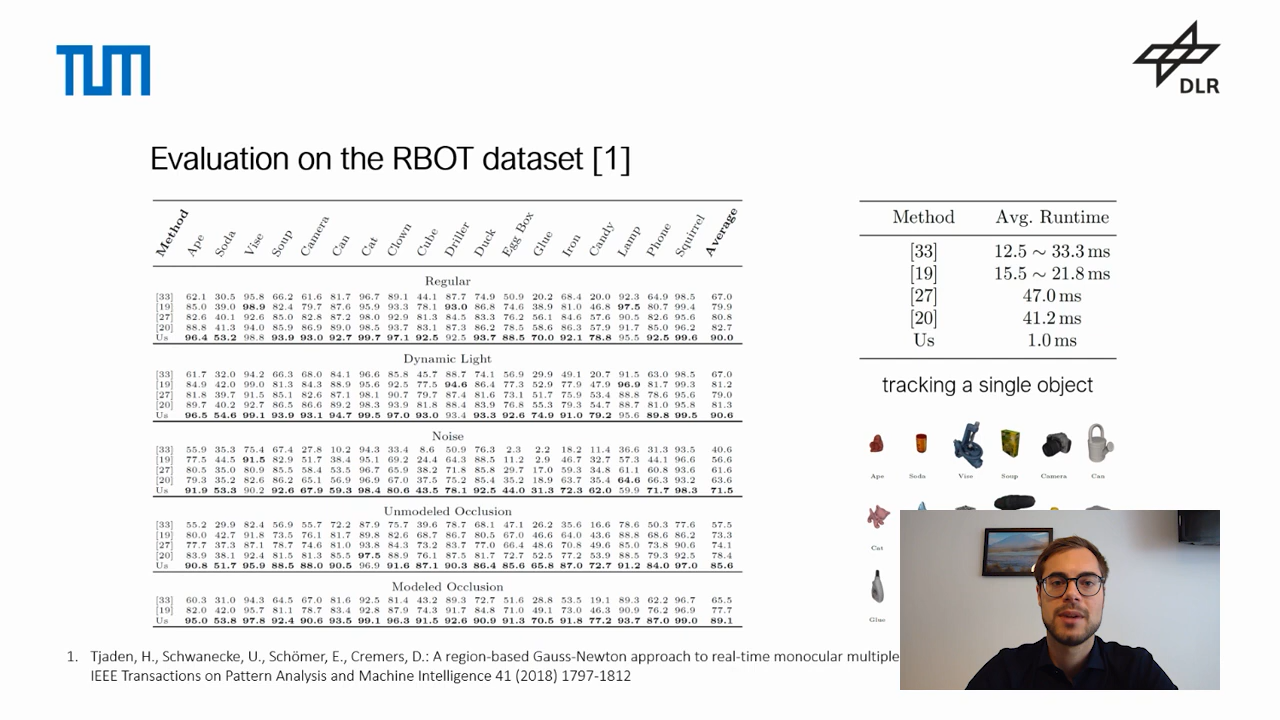 TUM
DLR
Evaluation on the RBOT dataset [1]
Method Ape Soda Vise Soup Camera Can Cat Clown Cube Driller Duck Egg Box Glue Iron Candy Lamp Phone Squirrel Average
Regular
[33] 62.1 30.5 95.8 66.2 61.6 81.7 96.7 89.1 44.1 87.7 74.9 50.9 20.2 68.4 20.0 92.3 64.9 98.5 67.0
[19] 85.0 39.0 98.9 82.4 79.7 87.6 95.9 93.3 78.1 93.0 86.8 74.6 38.9 81.0 46.8 97.5 80.7 99.4 79.9
[27] 82.6 40.1 92.6 85.0 82.8 87.2 98.0 92.9 81.3 84.5 83.3 76.2 56.1 84.6 57.6 90.5 82.6 95.6 80.8
[20] 88.8 41.3 94.0 85.9 86.9 89.0 98.5 93.7 83.1 87.3 86.2 78.5 58.6 86.3 57.9 91.7 85.0 96.2 82.7
Us 96.4 53.2 98.8 93.9 93.0 92.7 99.7 97.1 92.5 92.5 93.7 88.5 70.0 92.1 78.8 95.5 92.5 99.6 90.0
Dynamic Light
[33] 61.7 32.0 94.2 66.3 68.0 84.1 96.6 85.8 45.7 88.7 74.1 56.9 29.9 49.1 20.7 91.5 63.0 98.5 67.0
[19] 84.9 42.0 99.0 81.3 84.3 88.9 95.6 92.5 77.5 94.6 86.4 77.3 52.9 77.9 47.9 96.9 81.7 99.3 81.2
[27] 81.8 39.7 91.5 85.1 82.6 87.1 98.1 90.7 79.7 87.4 81.6 73.1 51.7 75.9 53.4 88.8 78.6 95.6 79.0
[20] 89.7 40.2 92.7 86.5 86.6 89.2 98.3 93.9 81.8 88.4 83.9 76.8 55.3 79.3 54.7 88.7 81.0 95.8 81.3
Us 96.5 54.6 99.1 93.9 93.1 94.7 99.5 97.0 93.0 93.4 93.3 92.6 74.9 91.0 79.2 95.6 89.8 99.5 90.6
Noise
[33] 55.9 35.3 75.4 67.4 27.8 10.2 94.3 33.4 8.6 50.9 76.3 2.3 2.2 18.2 11.4 36.6 31.3 93.5 40.6
[19] 77.5 44.5 91.5 82.9 51.7 38.4 95.1 69.2 24.4 64.3 88.5 11.2 2.9 46.7 32.7 57.3 44.1 96.6 56.6
[27] 80.5 35.0 80.9 85.5 58.4 53.5 96.7 65.9 38.2 71.8 85.8 29.7 17.0 59.3 34.8 61.1 60.8 93.6 61.6
[20] 79.3 35.2 82.6 86.2 65.1 56.9 96.9 67.0 37.5 75.2 85.4 35.2 18.9 63.7 35.4 64.6 66.3 93.2 63.6
Us 91.9 53.3 90.2 92.6 67.9 59.3 98.4 80.6 43.5 78.1 92.5 44.0 31.3 72.3 62.0 59.9 71.7 98.3 71.5
Unmodeled Occlusion
[33] 55.2 29.9 82.4 56.9 55.7 72.2 87.9 75.7 39.6 78.7 68.1 47.1 26.2 35.6 16.6 78.6 50.3 77.6 57.5
[19] 80.0 42.7 91.8 73.5 76.1 81.7 89.8 82.6 68.7 86.7 80.5 67.0 46.6 64.0 43.6 88.8 68.6 86.2 73.3
[27] 77.7 37.3 87.1 78.7 74.6 81.0 93.8 84.3 73.2 83.7 77.0 66.4 48.6 70.8 49.6 85.0 73.8 90.6 74.1
[20] 83.9 38.1 92.4 81.5 81.3 85.5 97.5 88.9 76.1 87.5 81.7 72.7 52.5 77.2 53.9 88.5 79.3 92.5 78.4
Us 90.8 51.7 95.9 88.5 88.0 90.5 96.9 91.6 87.1 90.3 86.4 85.6 65.8 87.0 72.7 91.2 84.0 97.0 85.6
Modeled Occlusion
[33] 60.3 31.0 94.3 64.5 67.0 81.6 92.5 81.4 43.2 89.3 72.7 51.6 28.8 53.5 19.1 89.3 62.2 96.7 65.5
[19] 82.0 42.0 95.7 81.1 78.7 83.4 92.8 87.9 74.3 91.7 84.8 71.0 49.1 73.0 46.3 90.9 76.2 96.9 77.7
Us 95.0 53.8 97.8 92.4 90.6 93.5 99.1 96.3 91.5 92.6 90.9 91.3 70.5 91.8 77.2 93.7 87.0 99.0 89.1
Method Avg. Runtime
[33] 12.5 ∼ 33.3 ms
[19] 15.5 ∼ 21.8 ms
[27] 47.0 ms
[20] 41.2 ms
Us 1.0 ms
tracking a single object
Ape Soda Vise Soup Camera Can
Cat
Glue
1. Tjaden, H., Schwanecke, U., Schömer, E., Cremers, D.: A region-based Gauss-Newton approach to real-time monocular multiple
IEEE Transactions on Pattern Analysis and Machine Intelligence 41 (2018) 1797-1812